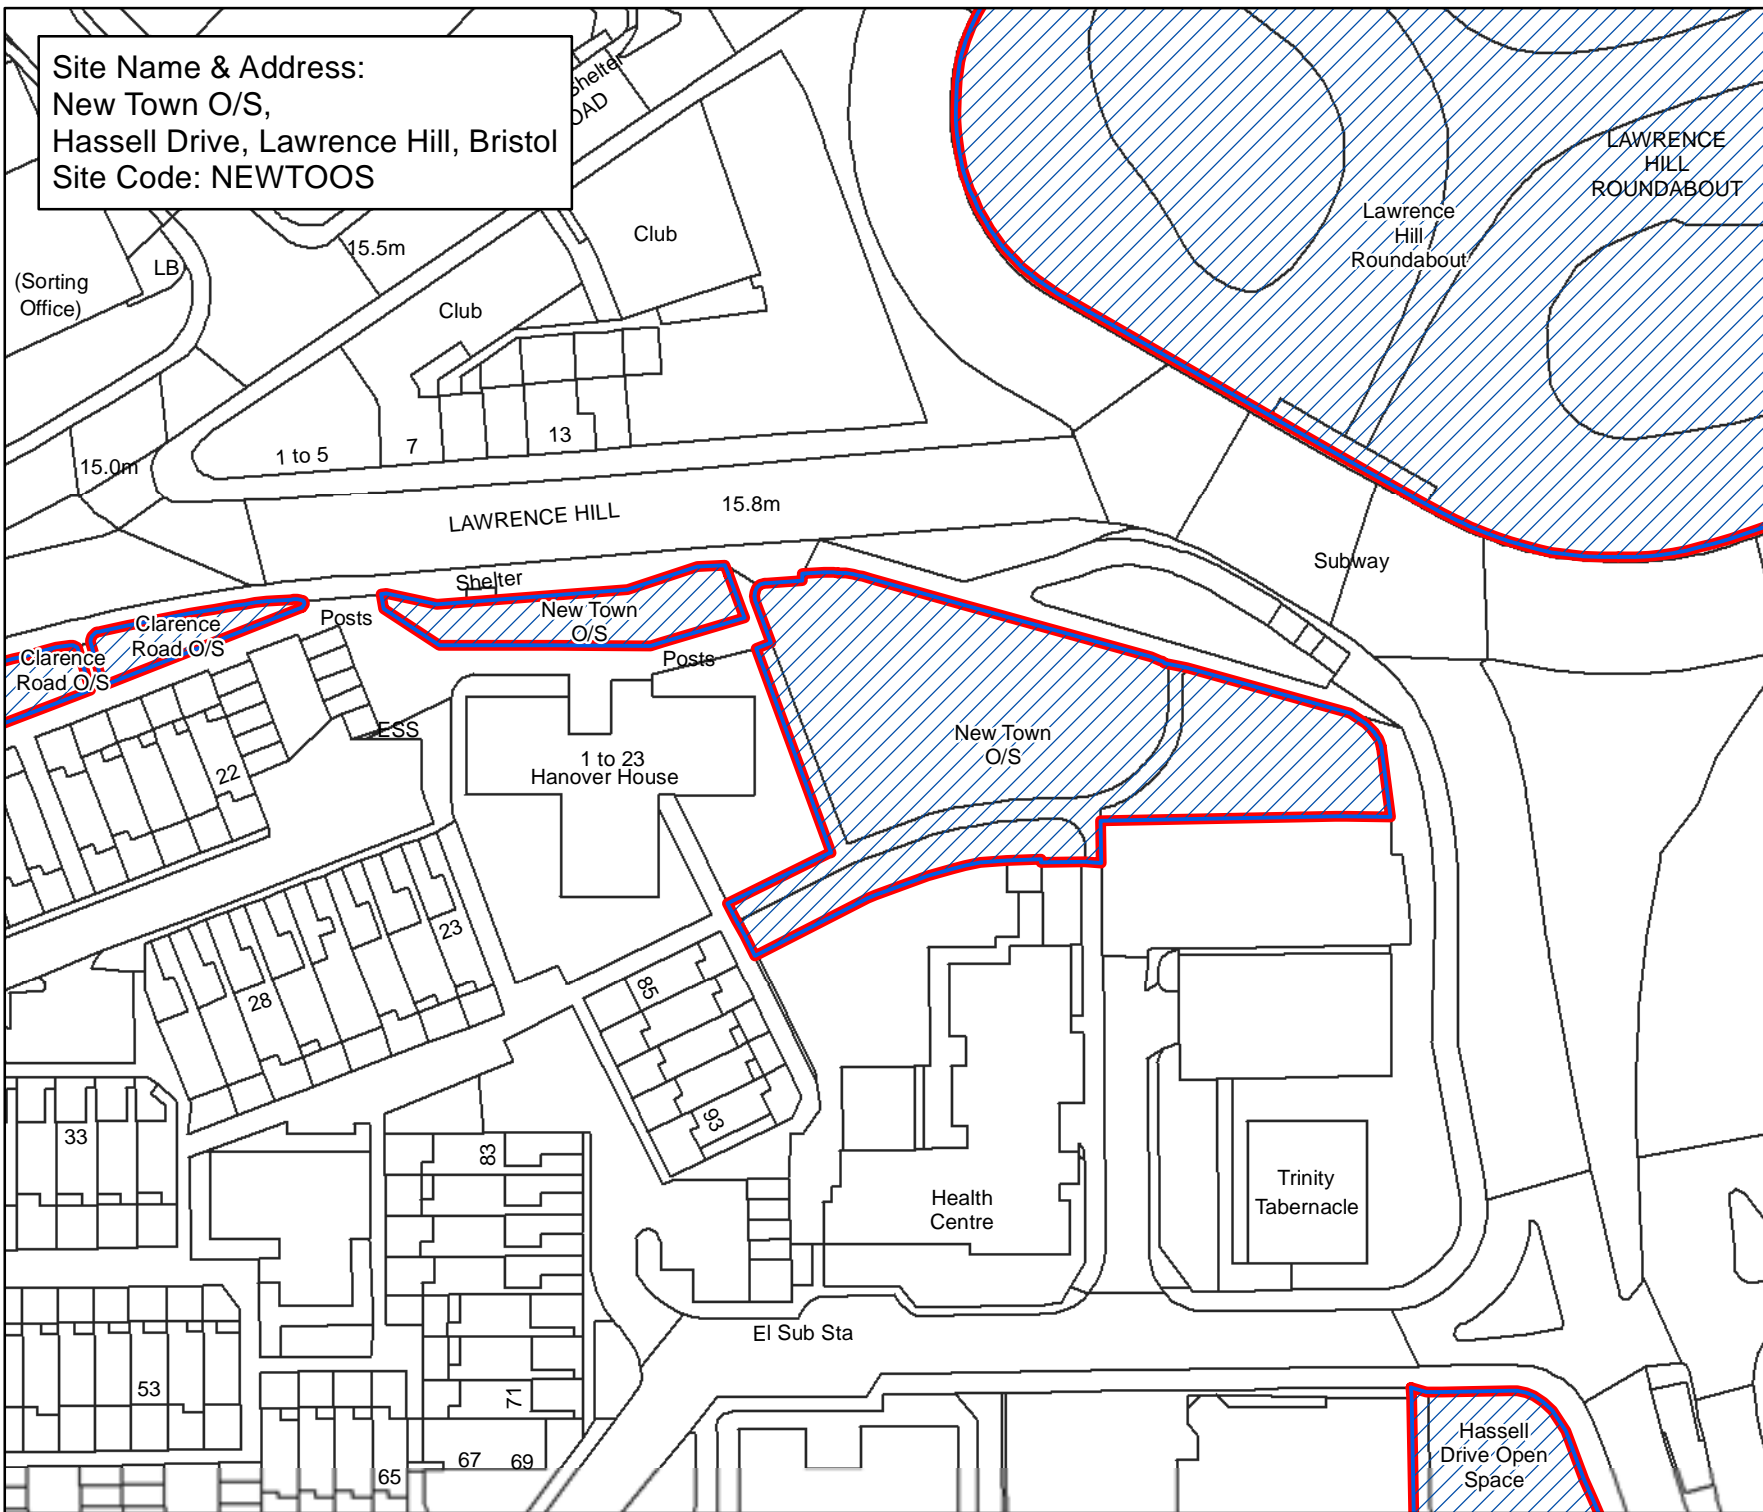 Site Name & Address:
New Town O/S,
Hassell Drive, Lawrence Hill, Bristol
Site Code: NEWTOOS
Shelter
OAD
LAWRENCE
HILL
ROUNDABOUT
Lawrence
Hill
Roundabout
Club
15.5m
LB
(Sorting
Office)
Club
13
7
1 to 5
15.0m
15.8m
LAWRENCE HILL
Subway
Shelter
New Town
O/S
Posts
Clarence
Road O/S
Clarence
Road O/S
Posts
ESS
New Town
O/S
1 to 23
Hanover House
22
23
28
85
93
33
83
Trinity
Tabernacle
Health
Centre
El Sub Sta
53
71
67
69
65
Hassell
Drive Open
Space